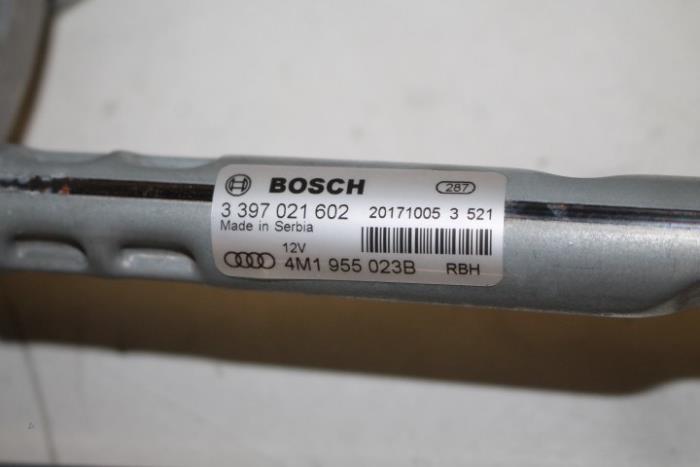 BOSCH 287
3 397 021 602 20171005 3 521
Made in Serbia
12V
4M1 955 023B RBH